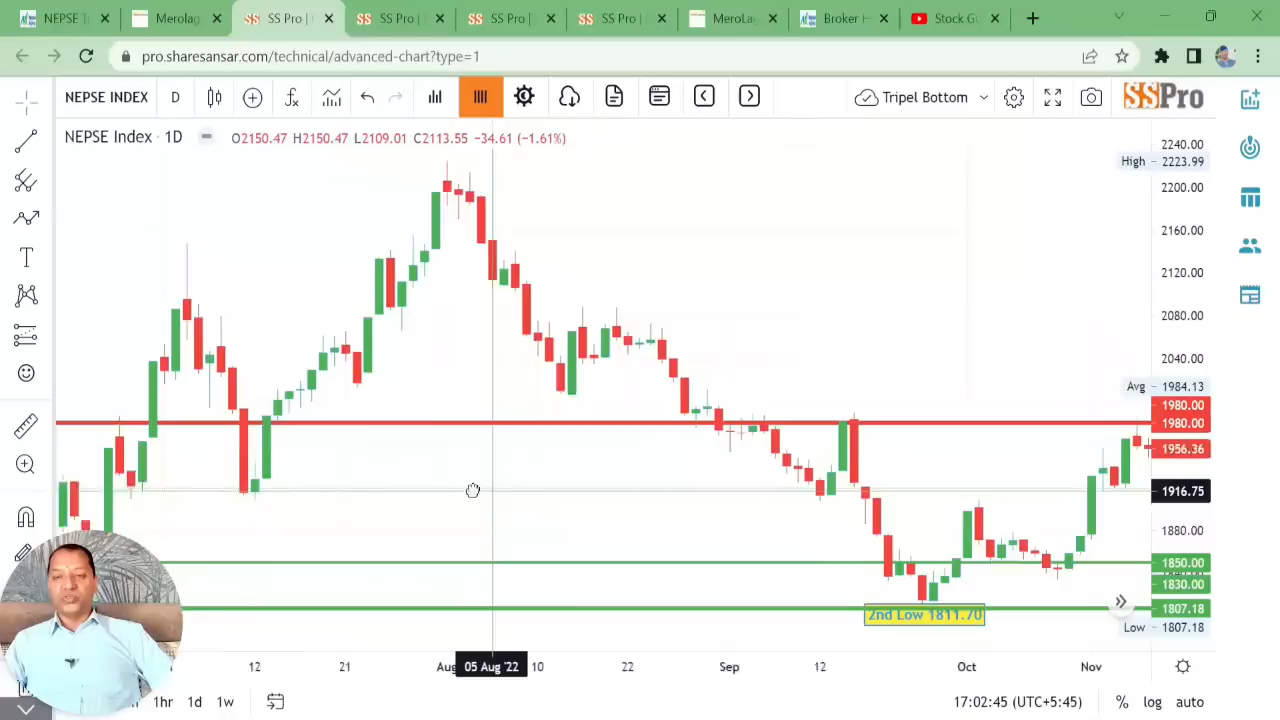 NEPSE T
Merolag
SS Pro |
SS Pro |
SS Pro |
SS Pro |
MeroLa
Broker H
Stock G
pro.sharesansar.com/technical/advanced-chart?type=1
NEPSE INDEX
D
Tripel Bottom
SSPro
NEPSE Index · 1D
O2150.47 H2150.47 L2109.01 C2113.55 −34.61 (−1.61%)
2240.00
High 2223.99
2200.00
2160.00
2120.00
2080.00
2040.00
Avg 1984.13
1980.00
1980.00
1956.36
1916.75
1880.00
1850.00
1830.00
1807.18
Low 1807.18
2nd Low 1811.70
12
21
Aug
05 Aug '22
10
22
Sep
12
Oct
Nov
1hr
1d
1w
17:02:45 (UTC+5:45)
%
log
auto